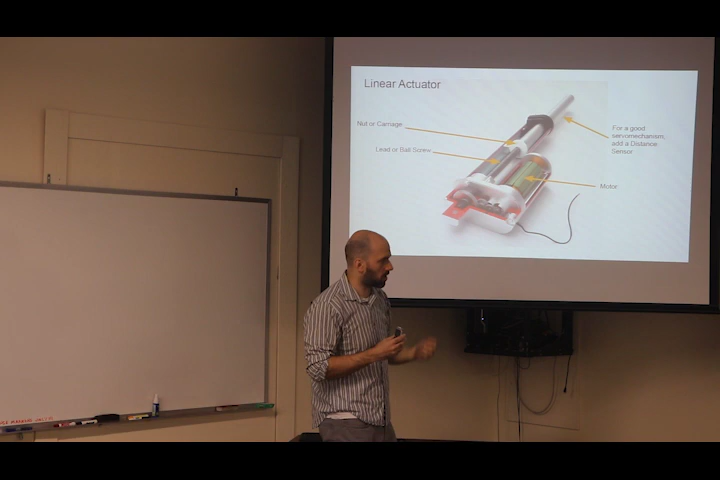 Linear Actuator
Nut or Carriage
Lead or Ball Screw
For a good
servomechanism,
add a Distance
Sensor
Motor